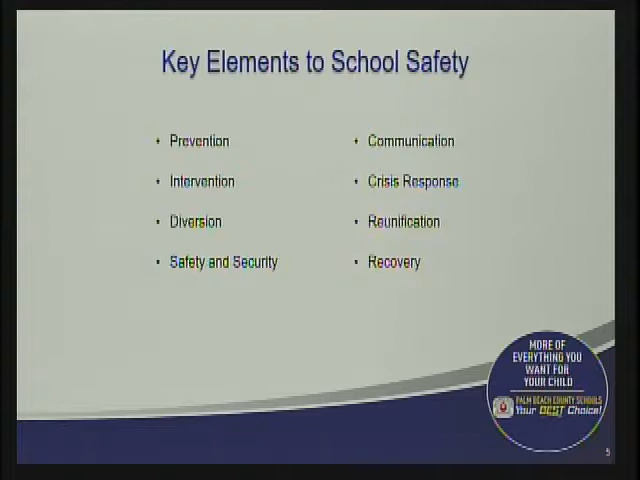 Key Elements to School Safety
• Prevention
• Intervention
• Diversion
• Safety and Security
• Communication
• Crisis Response
• Reunification
• Recovery
MORE OF
EVERYTHING YOU
WANT FOR
YOUR CHILD
PALM BEACH COUNTY SCHOOLS
Your BEST Choice!
5